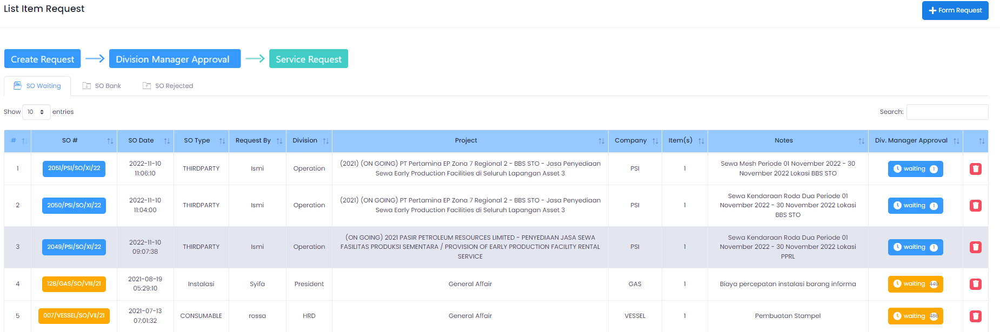 List Item Request
Form Request
Create Request
Division Manager Approval
Service Request
SO Waiting
SO Bank
SO Rejected
Show 10 entries
Search:
# SO # SO Date SO Type Request By Division Project Company Item(s) Notes Div. Manager Approval
1 2051/PSI/SO/XI/22 2022-11-10 11:06:10 THIRDPARTY Ismi Operation (2021) (ON GOING) PT Pertamina EP Zona 7 Regional 2 - BBS STO - Jasa Penyediaan Sewa Early Production Facilities di Seluruh Lapangan Asset 3 PSI 1 Sewa Mesh Periode 01 November 2022 - 30 November 2022 Lokasi BBS STO waiting 1
2 2050/PSI/SO/XI/22 2022-11-10 11:04:00 THIRDPARTY Ismi Operation (2021) (ON GOING) PT Pertamina EP Zona 7 Regional 2 - BBS STO - Jasa Penyediaan Sewa Early Production Facilities di Seluruh Lapangan Asset 3 PSI 1 Sewa Kendaraan Roda Dua Periode 01 November 2022 - 30 November 2022 Lokasi BBS STO waiting 1
3 2049/PSI/SO/XI/22 2022-11-10 09:07:38 THIRDPARTY Ismi Operation (ON GOING) 2021 PASIR PETROLEUM RESOURCES LIMITED - PENYEDIAAN JASA SEWA FASILITAS PRODUKSI SEMENTARA / PROVISION OF EARLY PRODUCTION FACILITY RENTAL SERVICE PSI 1 Sewa Kendaraan Roda Dua Periode 01 November 2022 - 30 November 2022 Lokasi PPRL waiting 1
4 128/GAS/SO/VIII/21 2021-08-19 05:29:10 Instalasi Syifa President General Affair GAS 1 Biaya percepatan instalasi barang informa waiting 449
5 007/VESSEL/SO/VII/21 2021-07-13 07:01:32 CONSUMABLE rossa HRD General Affair VESSEL 1 Pembuatan Stampel waiting 486